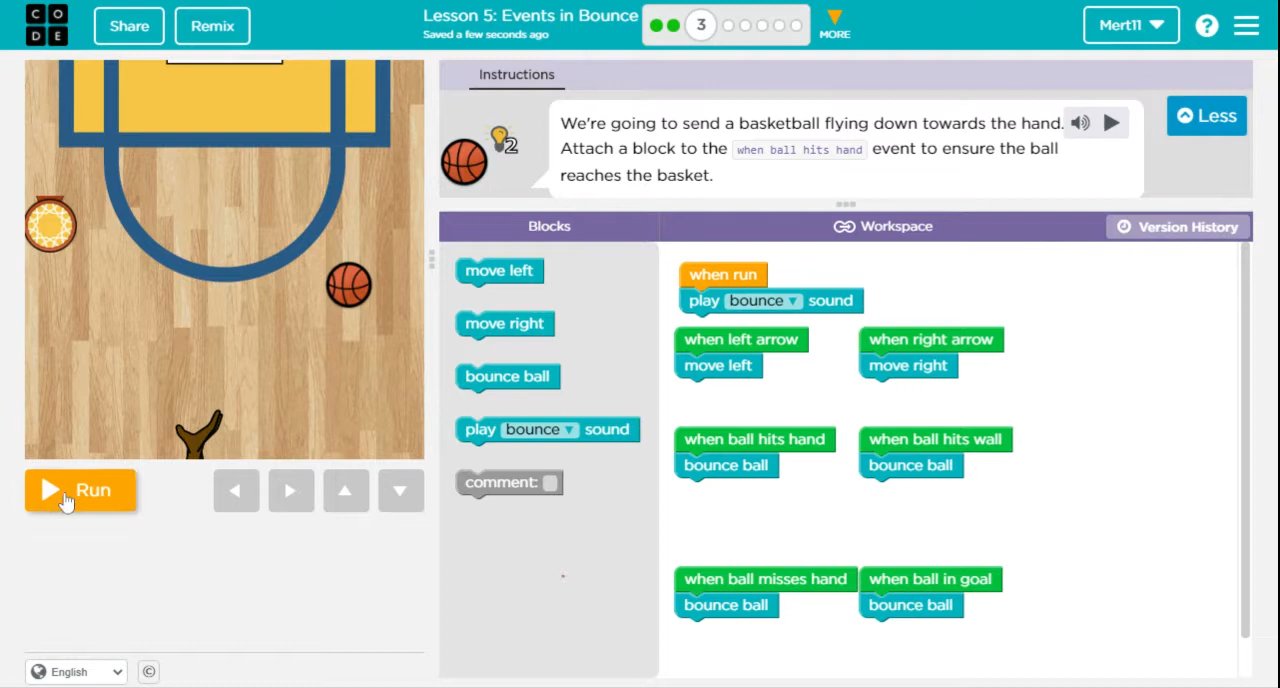 CODE
Share
Remix
Lesson 5: Events in Bounce
Saved a few seconds ago
3
MORE
Mert11
?
Instructions
2
We're going to send a basketball flying down towards the hand.
Attach a block to the when ball hits hand event to ensure the ball
reaches the basket.
Less
Blocks
Workspace
Version History
move left
move right
bounce ball
play bounce sound
comment:
when run
play bounce sound
when left arrow
move left
when right arrow
move right
when ball hits hand
bounce ball
when ball hits wall
bounce ball
when ball misses hand
bounce ball
when ball in goal
bounce ball
Run
English
©